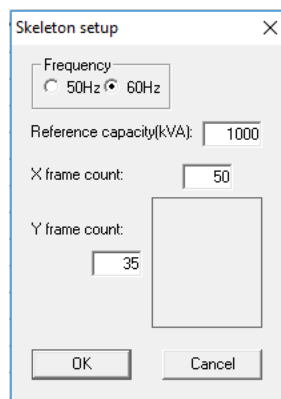 Skeleton setup
Frequency
50Hz 60Hz
Reference capacity(kVA): 1000
X frame count: 50
Y frame count:
35
OK Cancel